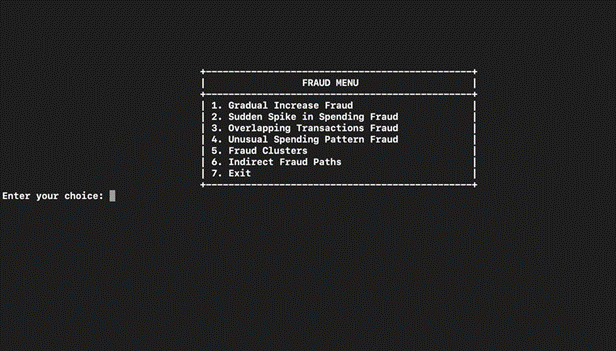 FRAUD MENU
1. Gradual Increase Fraud
2. Sudden Spike in Spending Fraud
3. Overlapping Transactions Fraud
4. Unusual Spending Pattern Fraud
5. Fraud Clusters
6. Indirect Fraud Paths
7. Exit
Enter your choice: